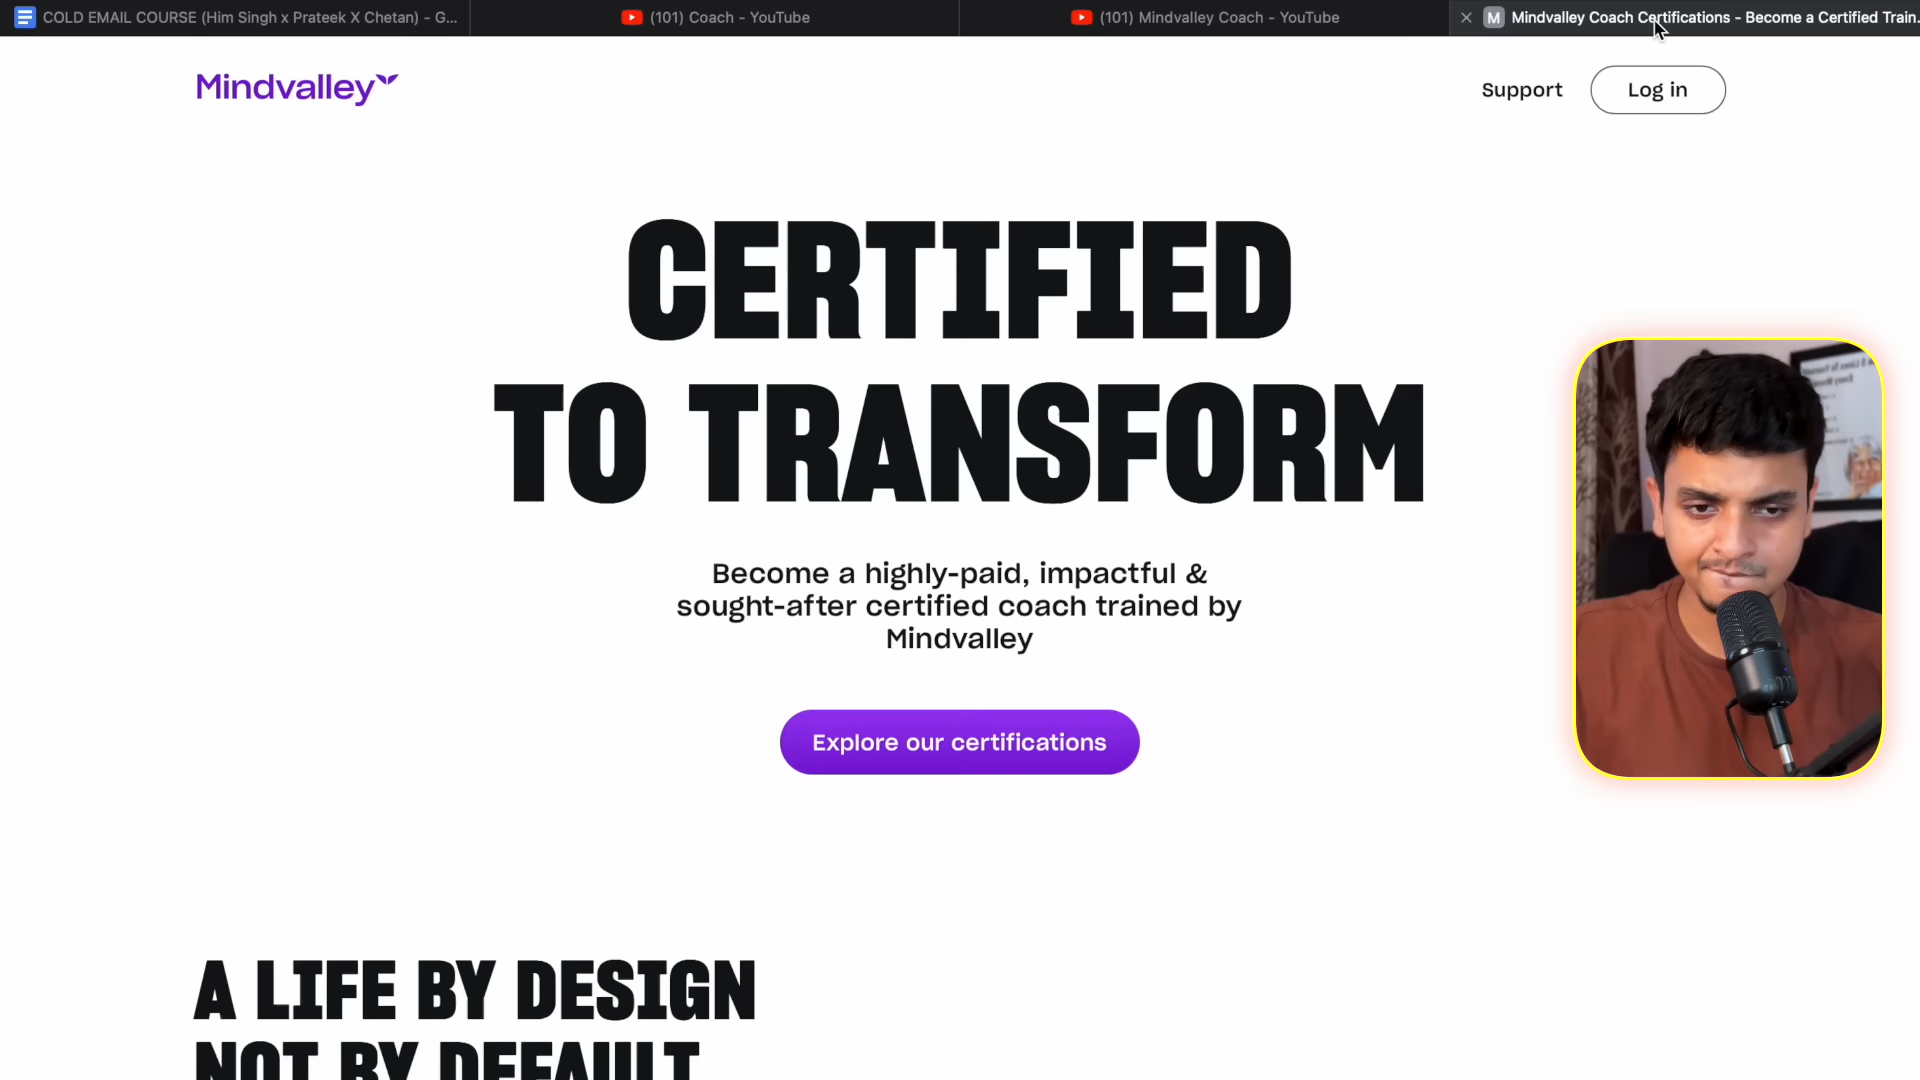 COLD EMAIL COURSE (Him Singh x Prateek X Chetan) - G...
(101) Coach - YouTube
(101) Mindvalley Coach - YouTube
M
Mindvalley Coach Certifications - Become a Certified Train...
Mindvalley
Support
Log in
CERTIFIED
TO TRANSFORM
Become a highly-paid, impactful &
sought-after certified coach trained by
Mindvalley
Explore our certifications
A LIFE BY DESIGN
NOT BY DEFAULT